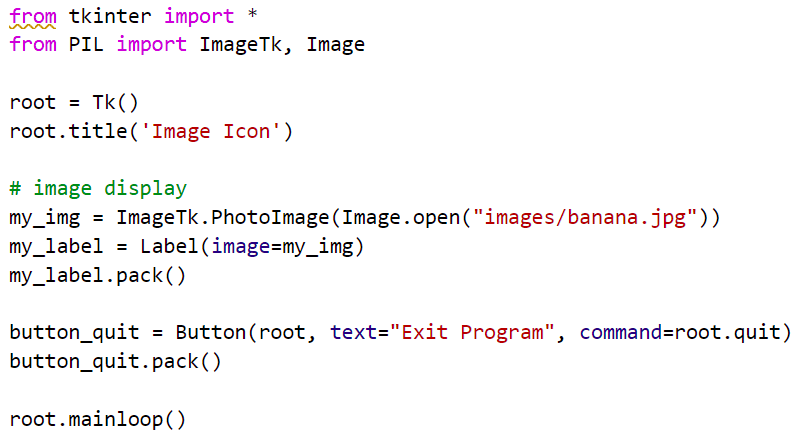 from tkinter import *
from PIL import ImageTk, Image
root = Tk()
root.title('Image Icon')
# image display
my_img = ImageTk.PhotoImage(Image.open("images/banana.jpg"))
my_label = Label(image=my_img)
my_label.pack()
button_quit = Button(root, text="Exit Program", command=root.quit)
button_quit.pack()
root.mainloop()